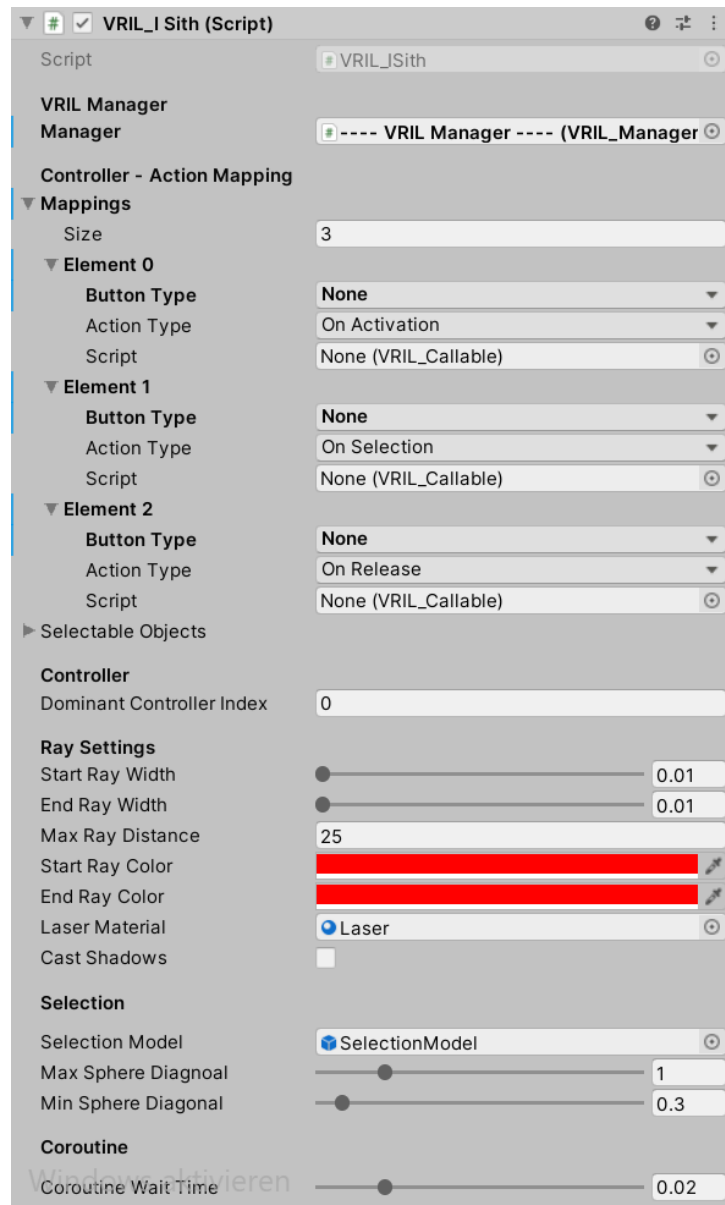 VRIL_I Sith (Script)
Script VRIL_ISith
VRIL Manager
Manager ---- VRIL Manager ---- (VRIL_Manager
Controller - Action Mapping
Mappings
Size 3
Element 0
Button Type None
Action Type On Activation
Script None (VRIL_Callable)
Element 1
Button Type None
Action Type On Selection
Script None (VRIL_Callable)
Element 2
Button Type None
Action Type On Release
Script None (VRIL_Callable)
Selectable Objects
Controller
Dominant Controller Index 0
Ray Settings
Start Ray Width 0.01
End Ray Width 0.01
Max Ray Distance 25
Start Ray Color
End Ray Color
Laser Material Laser
Cast Shadows
Selection
Selection Model SelectionModel
Max Sphere Diagnoal 1
Min Sphere Diagonal 0.3
Coroutine
Windows aktivieren
Coroutine Wait Time 0.02